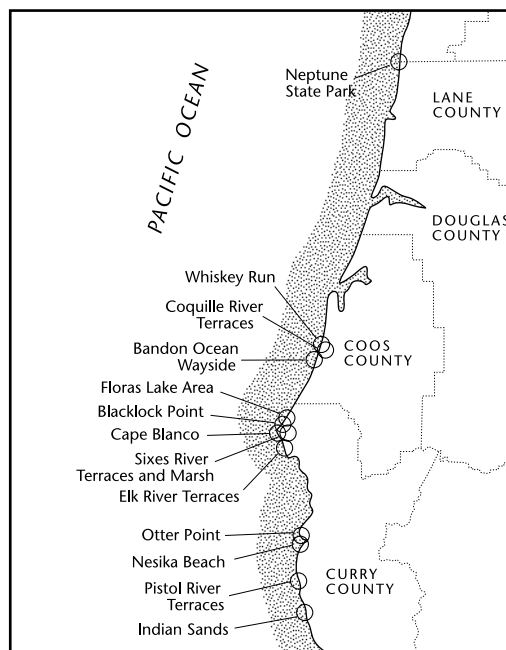 Neptune
State Park
LANE
COUNTY
PACIFIC OCEAN
DOUGLAS
COUNTY
Whiskey Run
Coquille River
Terraces
Bandon Ocean
Wayside
COOS
COUNTY
Floras Lake Area
Blacklock Point
Cape Blanco
Sixes River
Terraces and Marsh
Elk River Terraces
Otter Point
Nesika Beach
Pistol River
Terraces
CURRY
COUNTY
Indian Sands